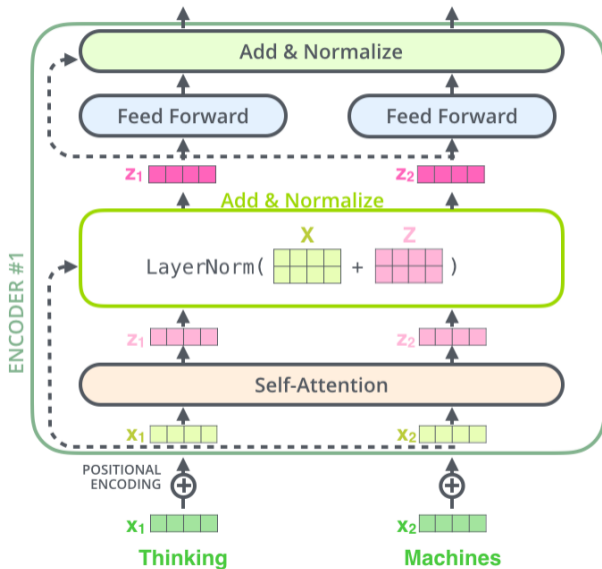 Add & Normalize
Feed Forward
Feed Forward
z1
z2
Add & Normalize
X
Z
LayerNorm( + )
ENCODER #1
z1
z2
Self-Attention
x1
x2
POSITIONAL
ENCODING
x1
x2
Thinking
Machines